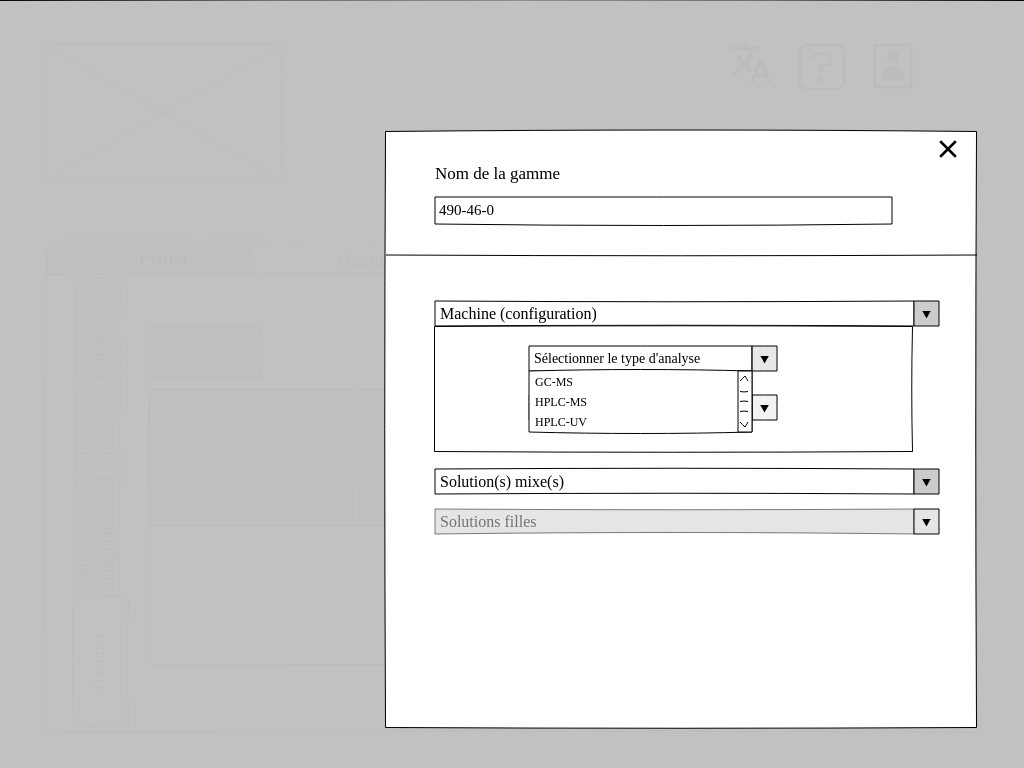 Projet
Nom de la gamme
490-46-0
Machine (configuration)
Sélectionner le type d'analyse
GC-MS
HPLC-MS
HPLC-UV
Solution(s) mixe(s)
Solutions filles